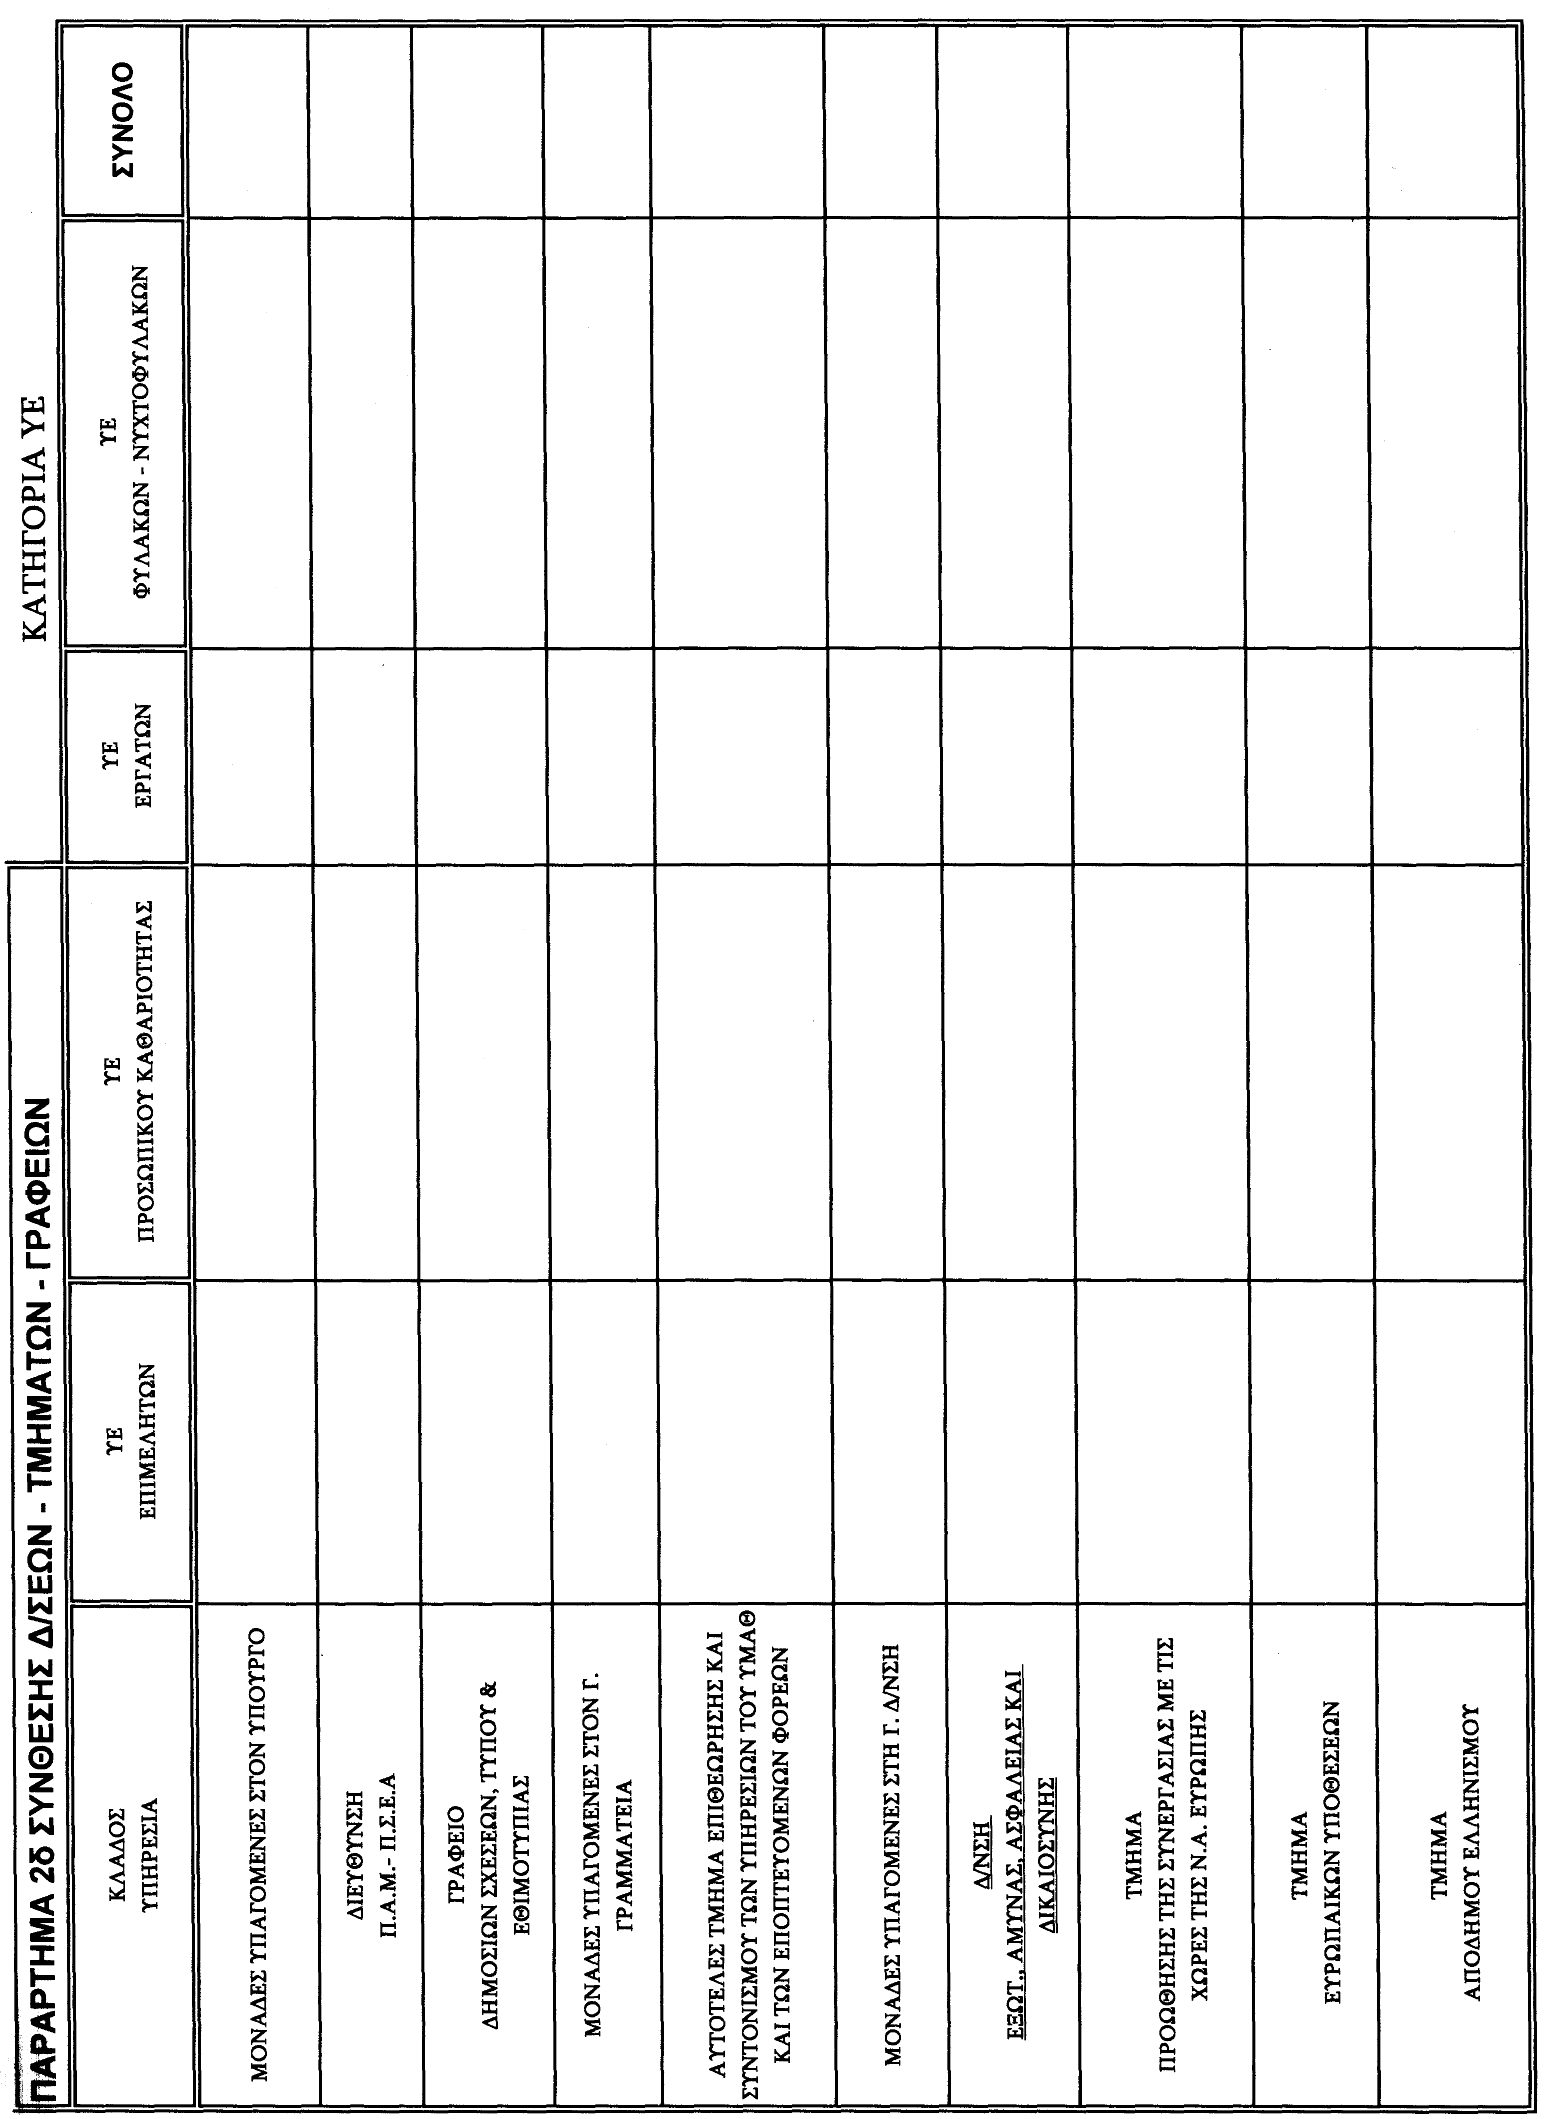 ΠΑΡΑΡΤΗΜΑ 2δ ΣΥΝΘΕΣΗΣ Δ/ΣΕΩΝ - ΤΜΗΜΑΤΩΝ - ΓΡΑΦΕΙΩΝ
ΚΑΤΗΓΟΡΙΑ ΥΕ
ΚΛΑΔΟΣ
ΥΠΗΡΕΣΙΑ
ΥΕ
ΕΠΙΜΕΛΗΤΩΝ
ΥΕ
ΠΡΟΣΩΠΙΚΟΥ ΚΑΘΑΡΙΟΤΗΤΑΣ
ΥΕ
ΕΡΓΑΤΩΝ
ΥΕ
ΦΥΛΑΚΩΝ - ΝΥΧΤΟΦΥΛΑΚΩΝ
ΣΥΝΟΛΟ
ΜΟΝΑΔΕΣ ΥΠΑΓΟΜΕΝΕΣ ΣΤΟΝ ΥΠΟΥΡΓΟ
ΔΙΕΥΘΥΝΣΗ
Π.Α.Μ.- Π.Σ.Ε.Α
ΓΡΑΦΕΙΟ
ΔΗΜΟΣΙΩΝ ΣΧΕΣΕΩΝ, ΤΥΠΟΥ &
ΕΘΙΜΟΤΥΠΙΑΣ
ΜΟΝΑΔΕΣ ΥΠΑΓΟΜΕΝΕΣ ΣΤΟΝ Γ.
ΓΡΑΜΜΑΤΕΙΑ
ΑΥΤΟΤΕΛΕΣ ΤΜΗΜΑ ΕΠΙΘΕΩΡΗΣΗΣ ΚΑΙ
ΣΥΝΤΟΝΙΣΜΟΥ ΤΩΝ ΥΠΗΡΕΣΙΩΝ ΤΟΥ ΥΜΑΘ
ΚΑΙ ΤΩΝ ΕΠΟΠΤΕΥΟΜΕΝΩΝ ΦΟΡΕΩΝ
ΜΟΝΑΔΕΣ ΥΠΑΓΟΜΕΝΕΣ ΣΤΗ Γ. Δ/ΝΣΗ
Δ/ΝΣΗ
ΕΞΩΤ., ΑΜΥΝΑΣ, ΑΣΦΑΛΕΙΑΣ ΚΑΙ
ΔΙΚΑΙΟΣΥΝΗΣ
ΤΜΗΜΑ
ΠΡΟΩΘΗΣΗΣ ΤΗΣ ΣΥΝΕΡΓΑΣΙΑΣ ΜΕ ΤΙΣ
ΧΩΡΕΣ ΤΗΣ Ν.Α. ΕΥΡΩΠΗΣ
ΤΜΗΜΑ
ΕΥΡΩΠΑΙΚΩΝ ΥΠΟΘΕΣΕΩΝ
ΤΜΗΜΑ
ΑΠΟΔΗΜΟΥ ΕΛΛΗΝΙΣΜΟΥ